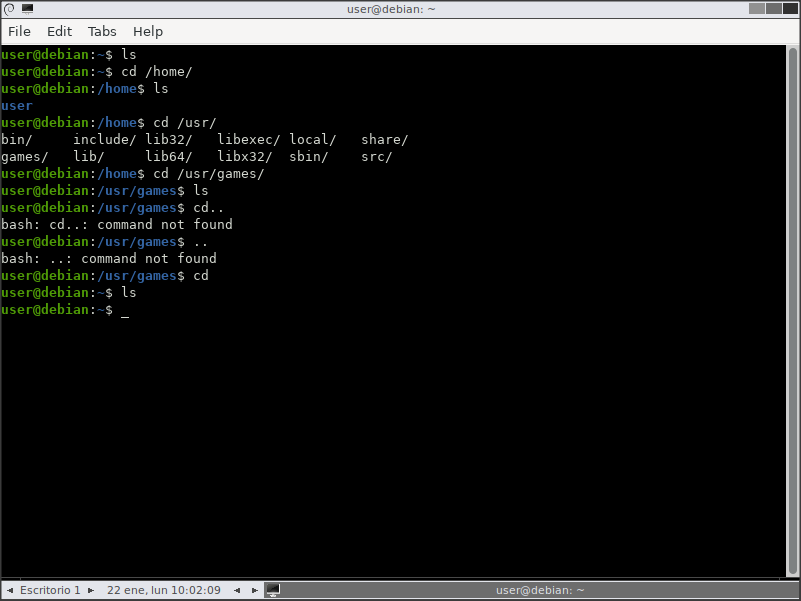 user@debian: ~
File Edit Tabs Help
user@debian:~$ ls
user@debian:~$ cd /home/
user@debian:/home$ ls
user
user@debian:/home$ cd /usr/
bin/     include/ lib32/   libexec/ local/   share/
games/   lib/     lib64/   libx32/  sbin/    src/
user@debian:/home$ cd /usr/games/
user@debian:/usr/games$ ls
user@debian:/usr/games$ cd..
bash: cd..: command not found
user@debian:/usr/games$ ..
bash: ..: command not found
user@debian:/usr/games$ cd
user@debian:~$ ls
user@debian:~$ _
Escritorio 1 22 ene, lun 10:02:09 user@debian: ~